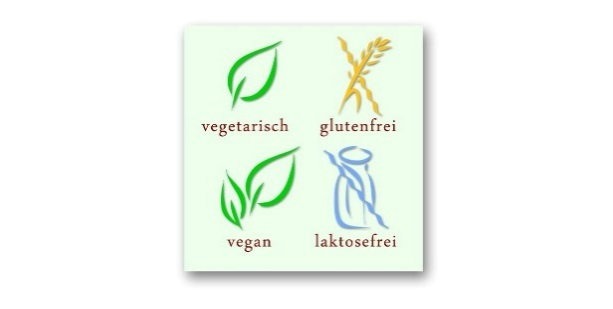 vegetarisch glutenfrei
vegan laktosefrei